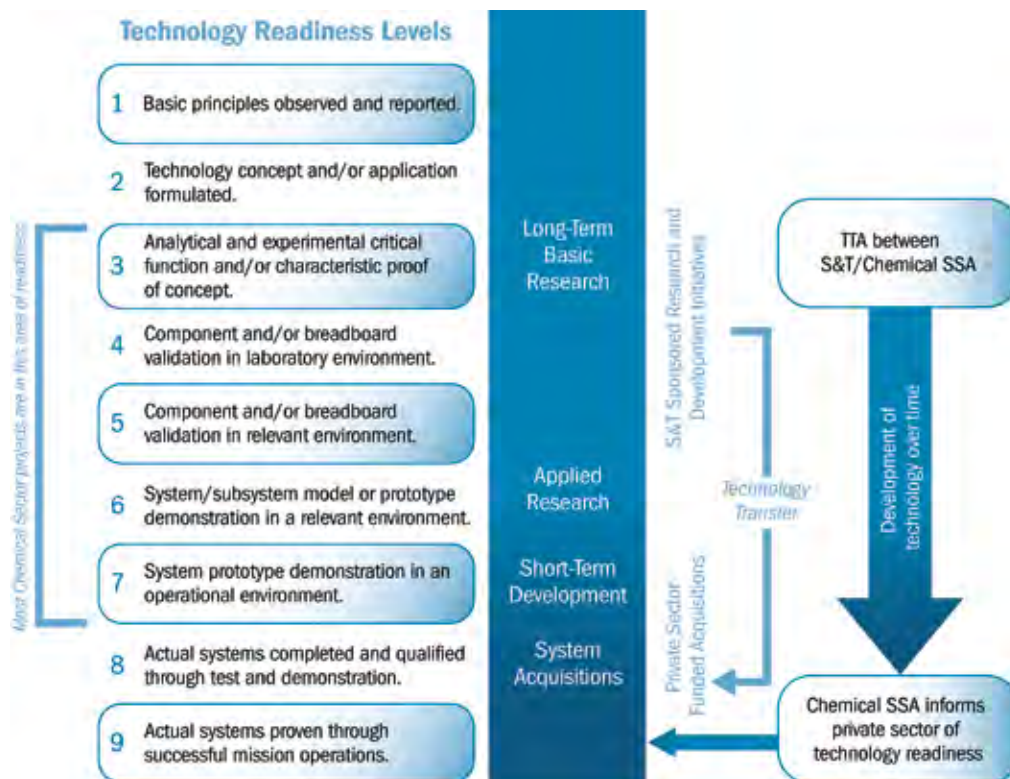 Technology Readiness Levels
1 Basic principles observed and reported.
2 Technology concept and/or application
formulated.
3 Analytical and experimental critical
function and/or characteristic proof
of concept.
4 Component and/or breadboard
validation in laboratory environment.
5 Component and/or breadboard
validation in relevant environment.
6 System/subsystem model or prototype
demonstration in a relevant environment.
7 System prototype demonstration in an
operational environment.
8 Actual systems completed and qualified
through test and demonstration.
9 Actual systems proven through
successful mission operations.
Most Chemical Sector projects are in this area of readiness
Long-Term
Basic
Research
Applied
Research
Short-Term
Development
System
Acquisitions
S&T Sponsored Research and
Development Initiatives
Private Sector
Funded Acquisitions
Technology
Transfer
TTA between
S&T/Chemical SSA
Development of
technology over time
Chemical SSA informs
private sector of
technology readiness